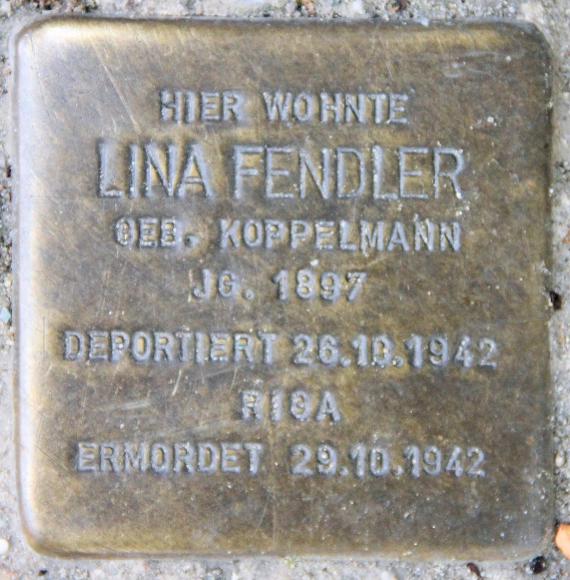 HIER WOHNTE
LINA FENDLER
GEB. KOPPELMANN
JG. 1897
DEPORTIERT 26.10.1942
RIGA
ERMORDET 29.10.1942